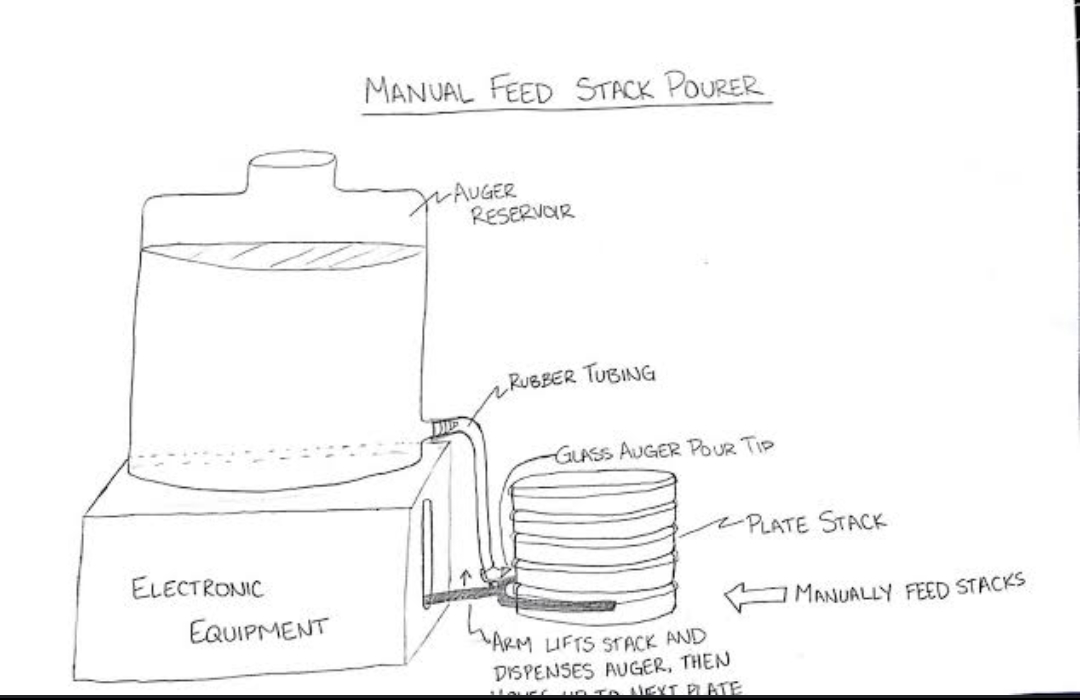 MANUAL FEED STACK POURER
AUGER
RESERVOIR
RUBBER TUBING
GLASS AUGER POUR TIP
PLATE STACK
ELECTRONIC
EQUIPMENT
MANUALLY FEED STACKS
ARM LIFTS STACK AND
DISPENSES AUGER, THEN
MOVES UP TO NEXT PLATE